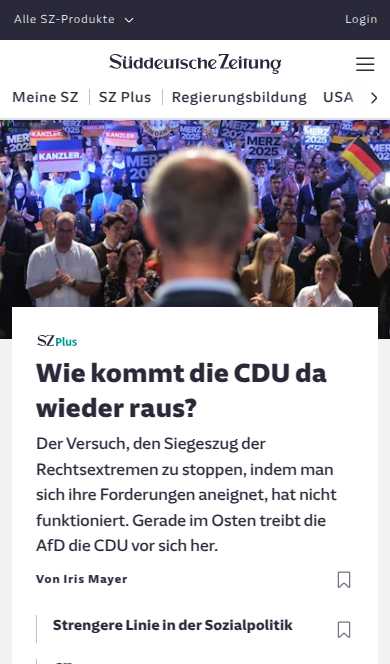 Alle SZ-Produkte
Login
Süddeutsche Zeitung
Meine SZ
SZ Plus
Regierungsbildung
USA
KANZLER
MERZ 2025
KANZLER
KANZLER
MERZ
2025
MERZ
2025
MERZ
2025
SZ Plus
Wie kommt die CDU da
wieder raus?
Der Versuch, den Siegeszug der
Rechtsextremen zu stoppen, indem man
sich ihre Forderungen aneignet, hat nicht
funktioniert. Gerade im Osten treibt die
AfD die CDU vor sich her.
Von Iris Mayer
Strengere Linie in der Sozialpolitik